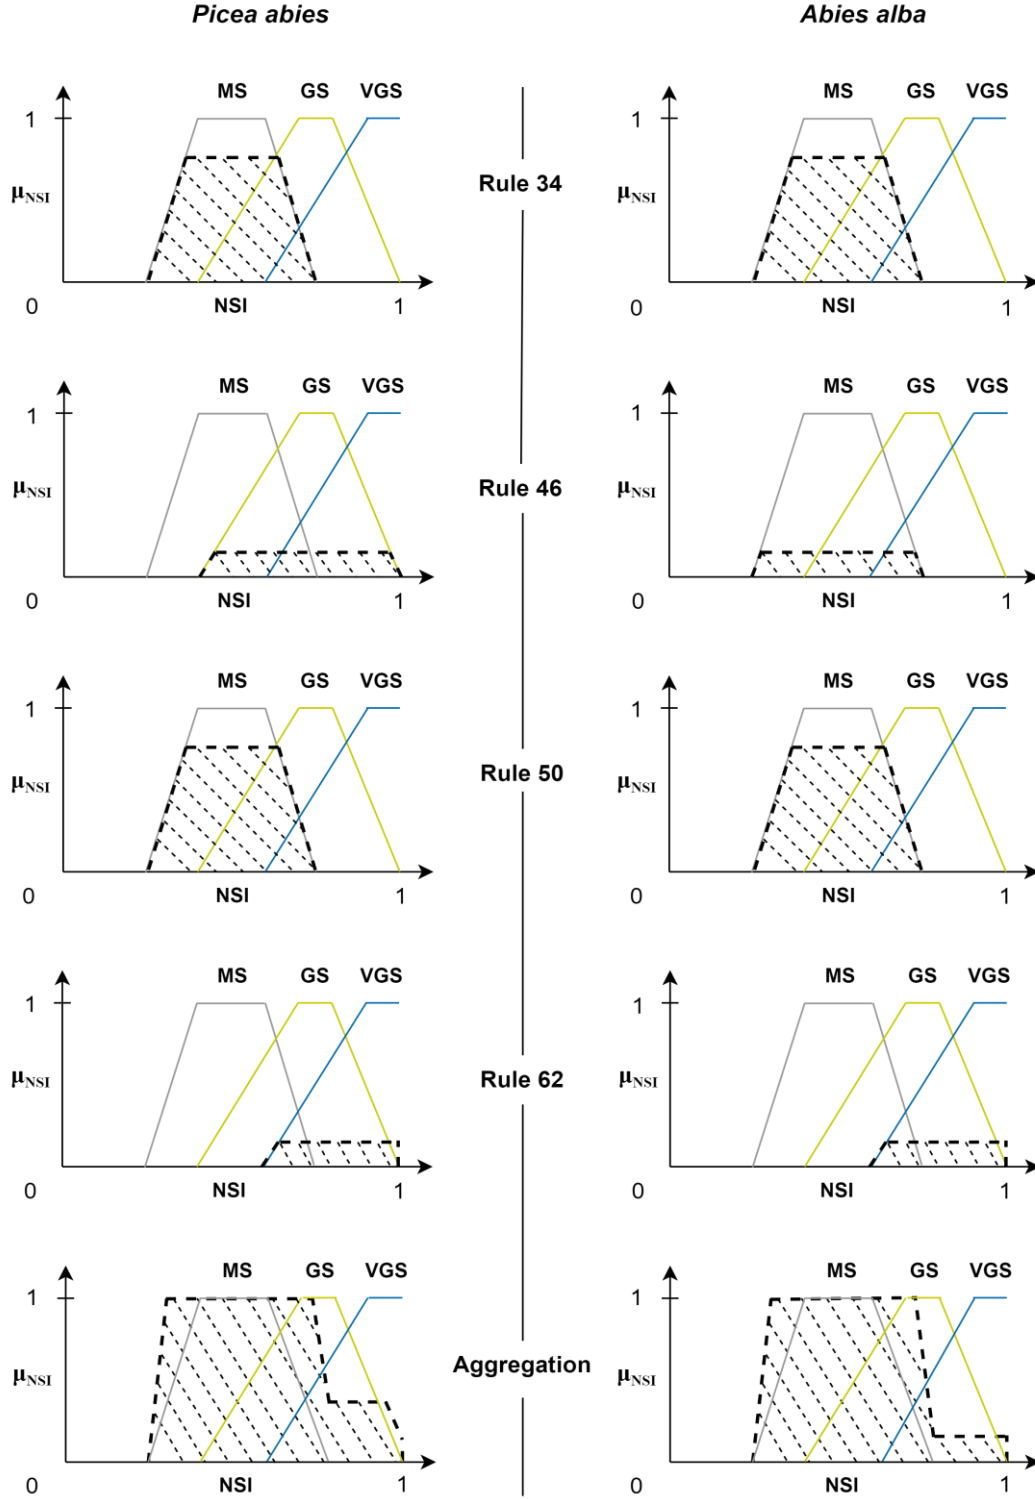 Picea abies Abies alba
MS GS VGS MS GS VGS
1 1
μNSI Rule 34 μNSI
0 NSI 1 0 NSI 1
MS GS VGS MS GS VGS
1 1
μNSI Rule 46 μNSI
0 NSI 1 0 NSI 1
MS GS VGS MS GS VGS
1 1
μNSI Rule 50 μNSI
0 NSI 1 0 NSI 1
MS GS VGS MS GS VGS
1 1
μNSI Rule 62 μNSI
0 NSI 1 0 NSI 1
MS GS VGS MS GS VGS
1 1
μNSI Aggregation μNSI
0 NSI 1 0 NSI 1